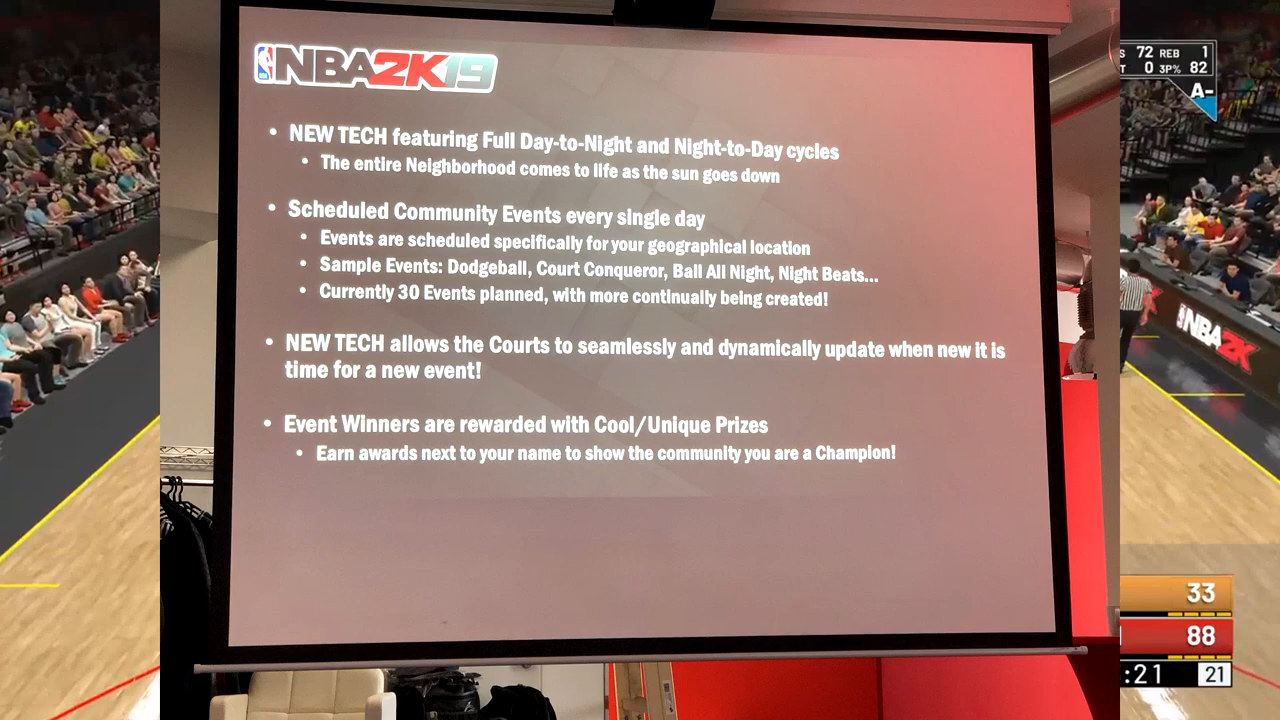 NBA2K19
• NEW TECH featuring Full Day-to-Night and Night-to-Day cycles
• The entire Neighborhood comes to life as the sun goes down
• Scheduled Community Events every single day
• Events are scheduled specifically for your geographical location
• Sample Events: Dodgeball, Court Conqueror, Ball All Night, Night Beats...
• Currently 30 Events planned, with more continually being created!
• NEW TECH allows the Courts to seamlessly and dynamically update when new it is
time for a new event!
• Event Winners are rewarded with Cool/Unique Prizes
• Earn awards next to your name to show the community you are a Champion!
S 72 REB 1
T 0 3P% 82
A-
NBA2K
33
88
:21 21